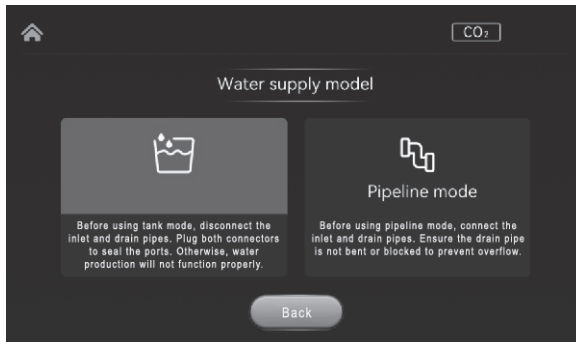 CO₂
Water supply model
Before using tank mode, disconnect the
inlet and drain pipes. Plug both connectors
to seal the ports. Otherwise, water
production will not function properly.
Pipeline mode
Before using pipeline mode, connect the
inlet and drain pipes. Ensure the drain pipe
is not bent or blocked to prevent overflow.
Back